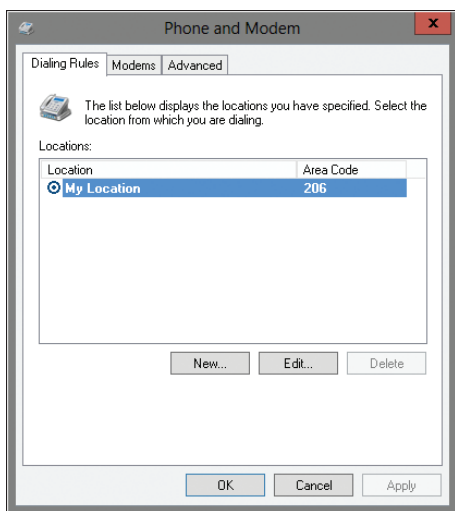 Phone and Modem
x
Dialing Rules Modems Advanced
The list below displays the locations you have specified. Select the
location from which you are dialing.
Locations:
Location Area Code
My Location 206
New... Edit... Delete
OK Cancel Apply